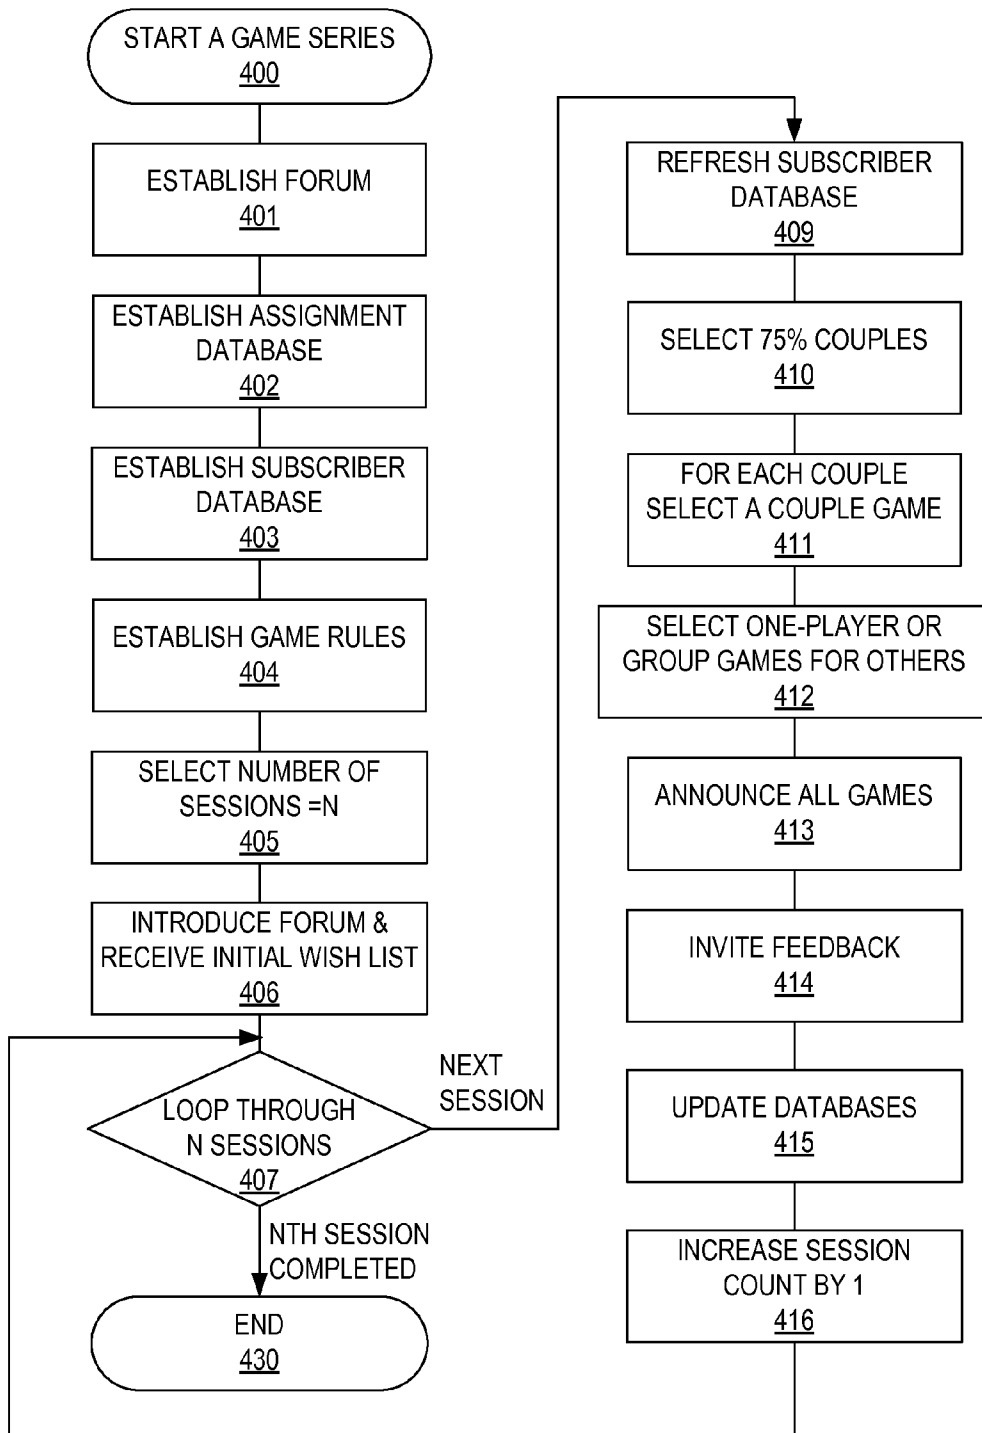 START A GAME SERIES
400
ESTABLISH FORUM
401
ESTABLISH ASSIGNMENT
DATABASE
402
ESTABLISH SUBSCRIBER
DATABASE
403
ESTABLISH GAME RULES
404
SELECT NUMBER OF
SESSIONS =N
405
INTRODUCE FORUM &
RECEIVE INITIAL WISH LIST
406
LOOP THROUGH
N SESSIONS
407
NEXT
SESSION
NTH SESSION
COMPLETED
END
430
REFRESH SUBSCRIBER
DATABASE
409
SELECT 75% COUPLES
410
FOR EACH COUPLE
SELECT A COUPLE GAME
411
SELECT ONE-PLAYER OR
GROUP GAMES FOR OTHERS
412
ANNOUNCE ALL GAMES
413
INVITE FEEDBACK
414
UPDATE DATABASES
415
INCREASE SESSION
COUNT BY 1
416